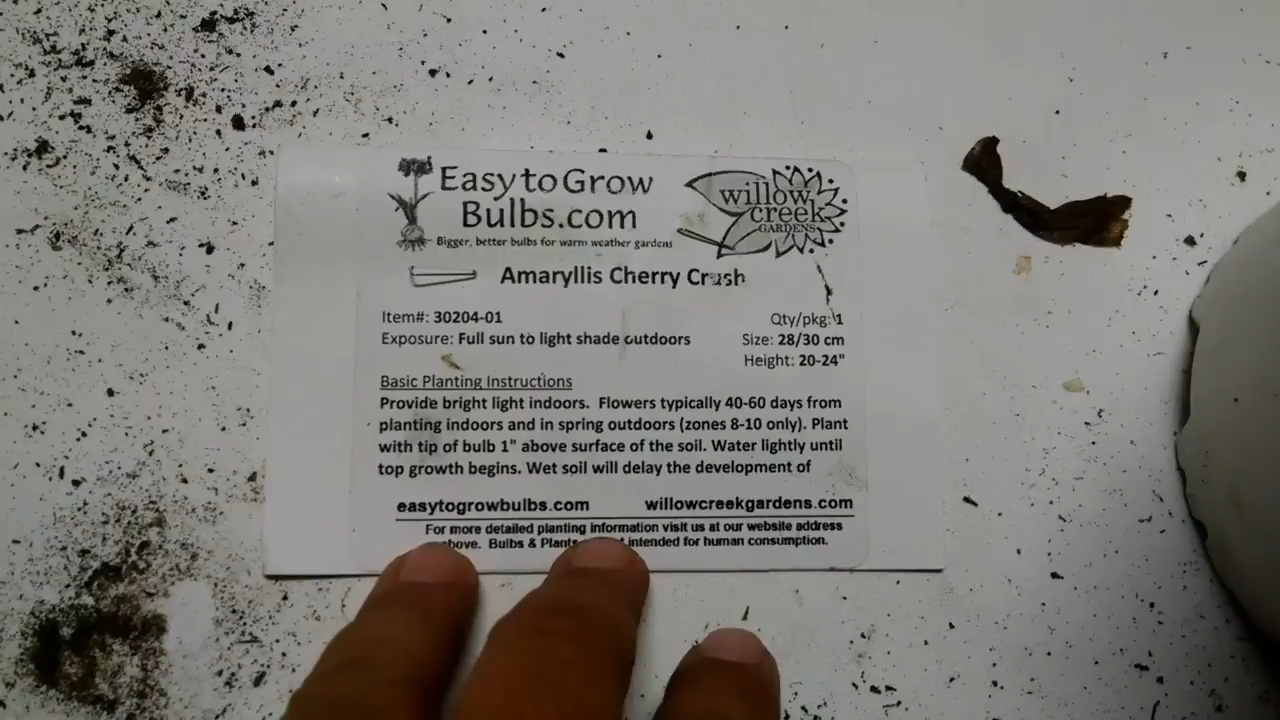 Easy to Grow
Bulbs.com
Bigger, better bulbs for warm weather gardens
willow
creek
GARDENS
Amaryllis Cherry Crush
Item#: 30204-01
Qty/pkg: 1
Exposure: Full sun to light shade outdoors
Size: 28/30 cm
Height: 20-24"
Basic Planting Instructions
Provide bright light indoors. Flowers typically 40-60 days from
planting indoors and in spring outdoors (zones 8-10 only). Plant
with tip of bulb 1" above surface of the soil. Water lightly until
top growth begins. Wet soil will delay the development of
easytogrowbulbs.com
willowcreekgardens.com
For more detailed planting information visit us at our website address
above. Bulbs & Plants intended for human consumption.